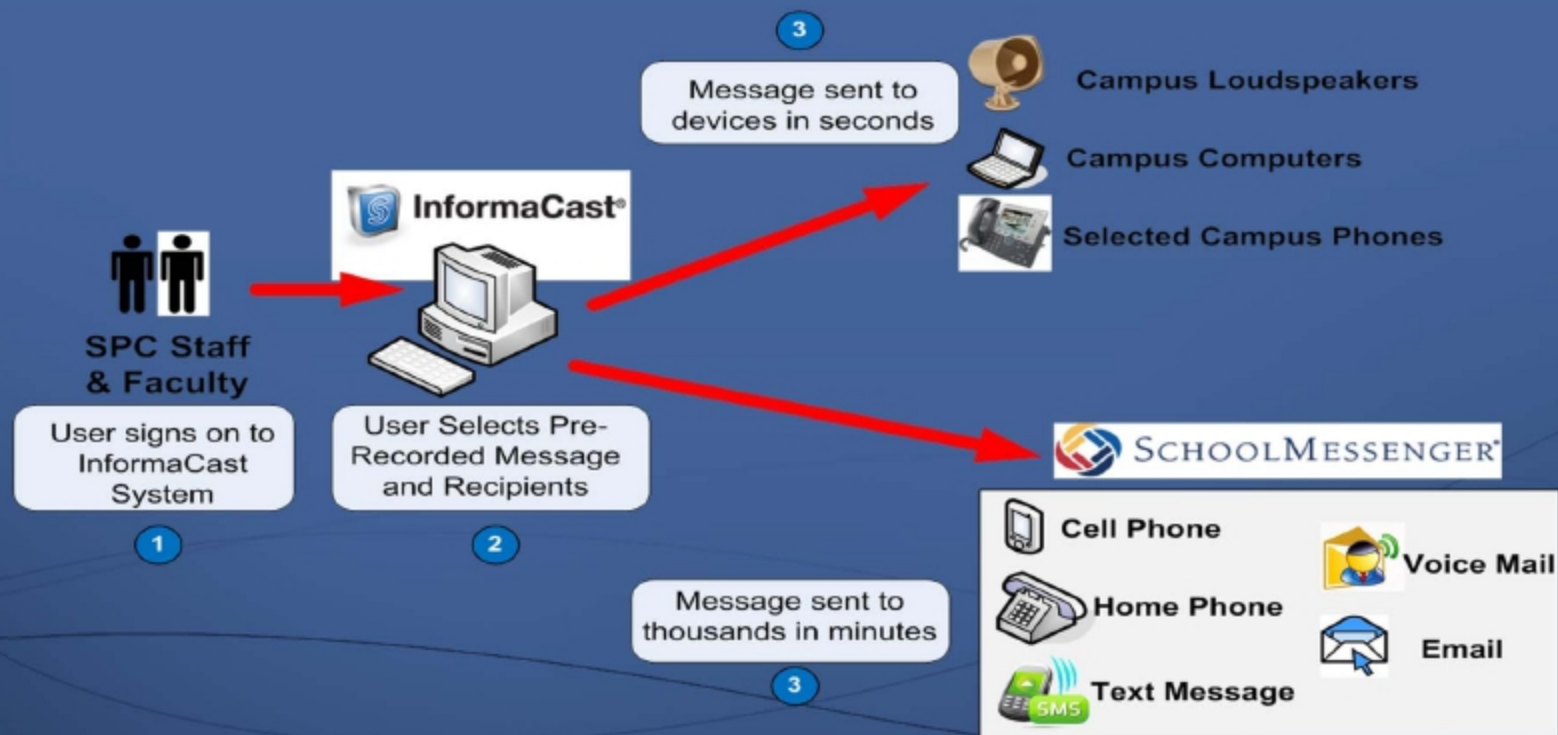 3
Message sent to
devices in seconds
Campus Loudspeakers
Campus Computers
Selected Campus Phones
InformaCast®
SPC Staff
& Faculty
User signs on to
InformaCast
System
1
User Selects Pre-
Recorded Message
and Recipients
2
SCHOOLMESSENGER®
Message sent to
thousands in minutes
3
Cell Phone
Home Phone
Text Message
SMS
Voice Mail
Email